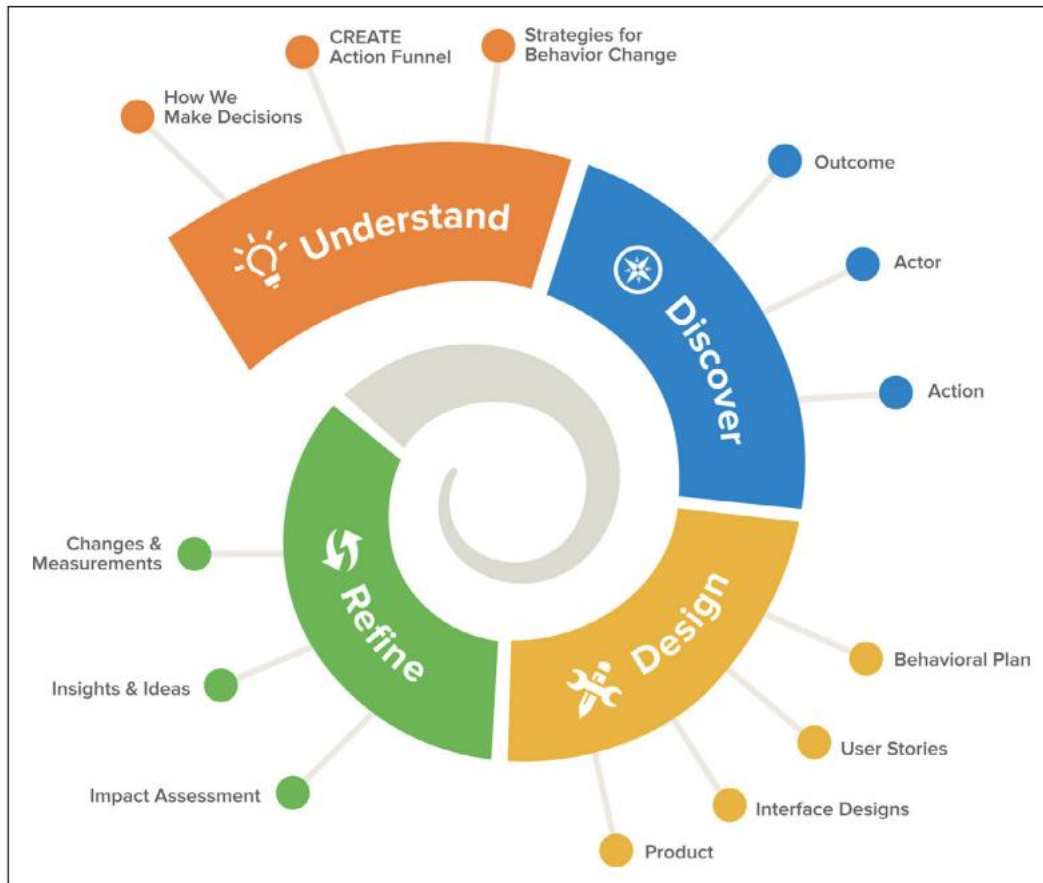 How We
Make Decisions
CREATE
Action Funnel
Strategies for
Behavior Change
Understand
Outcome
Actor
Action
Discover
Behavioral Plan
User Stories
Interface Designs
Product
Design
Impact Assessment
Insights & Ideas
Changes &
Measurements
Refine